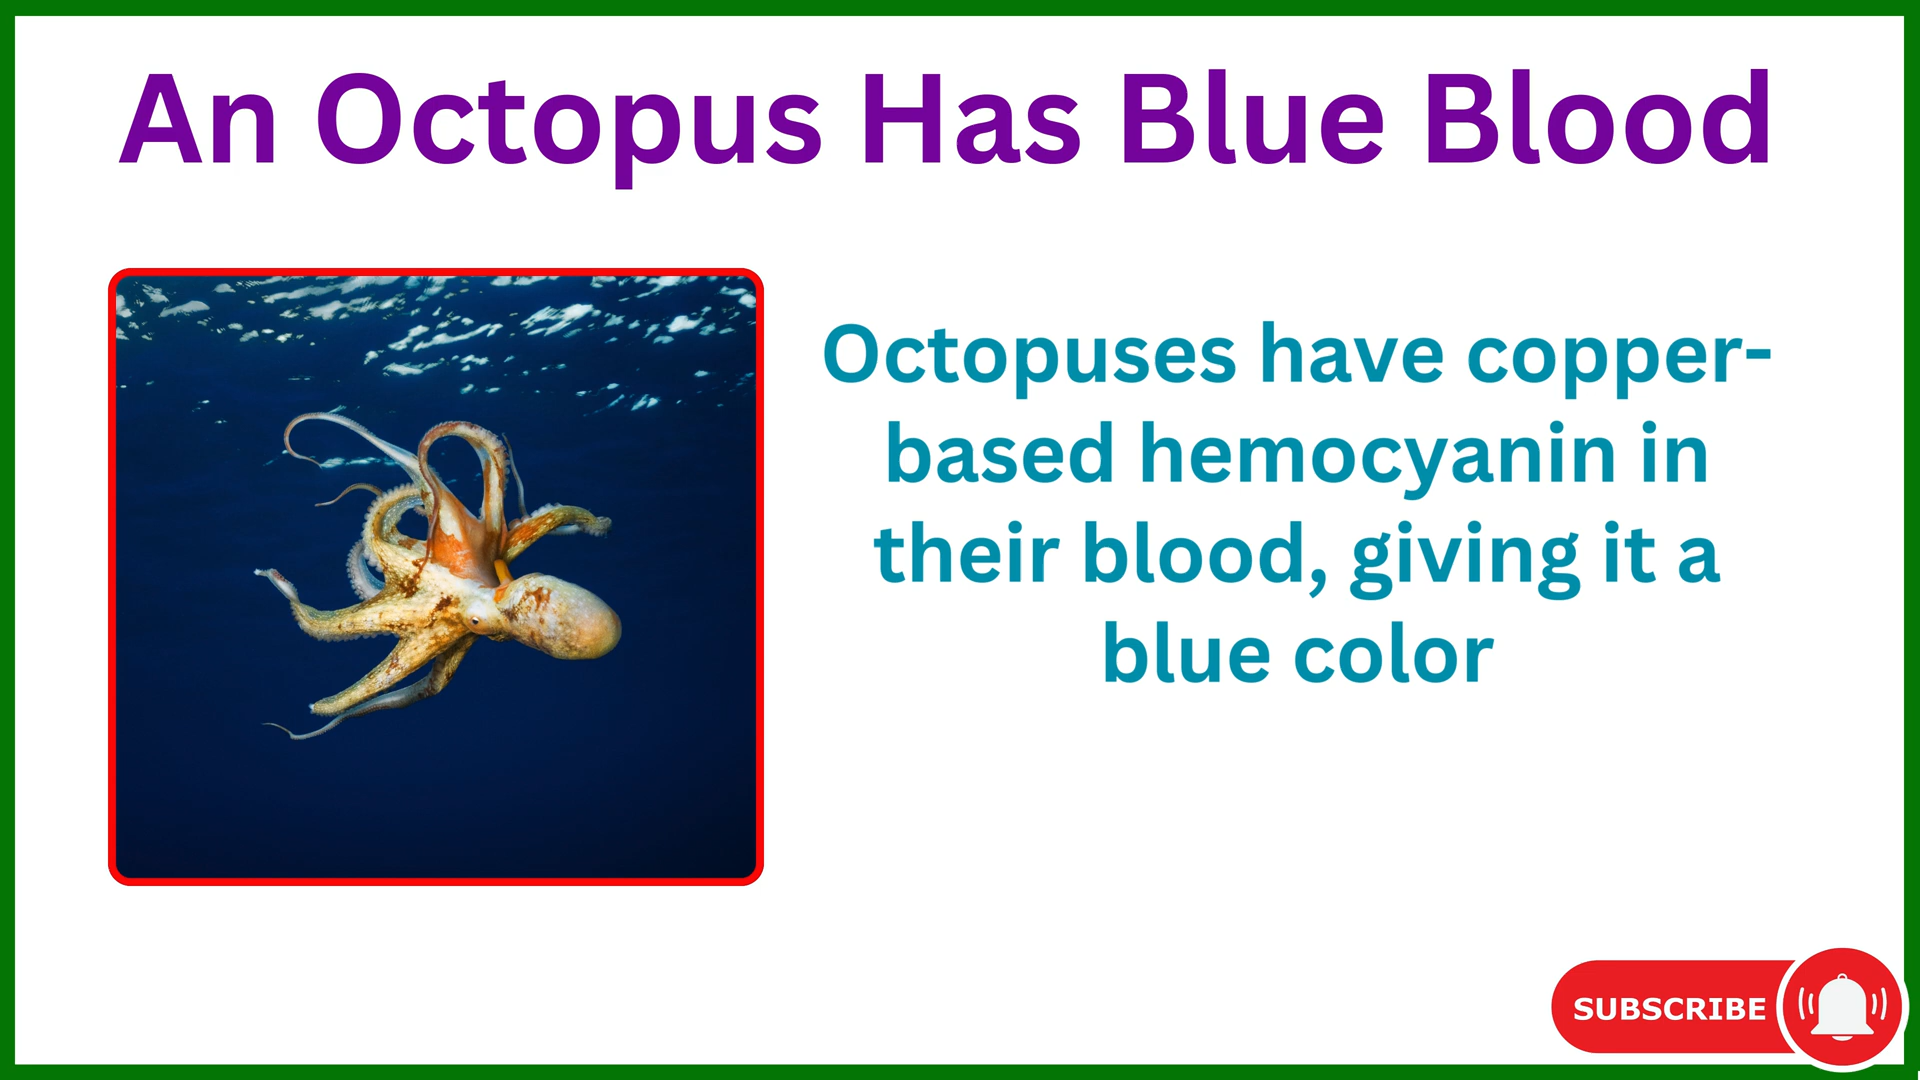 An Octopus Has Blue Blood
Octopuses have copper-
based hemocyanin in
their blood, giving it a
blue color
SUBSCRIBE